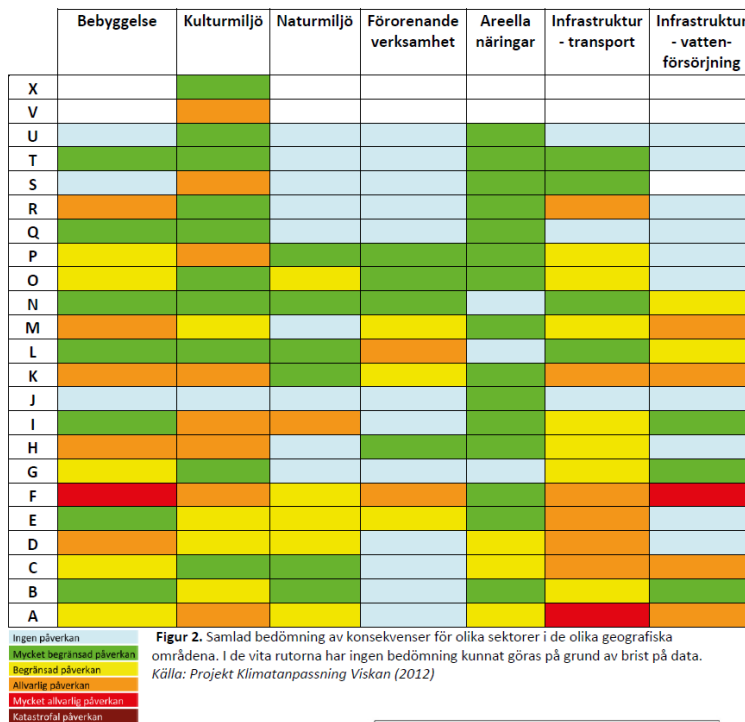 Bebyggelse Kulturmiljö Naturmiljö Förorenande Areella Infrastruktur Infrastruktur
verksamhet näringar - transport - vatten-
försörjning
X
V
U
T
S
R
Q
P
O
N
M
L
K
J
I
H
G
F
E
D
C
B
A
Ingen påverkan
Mycket begränsad påverkan
Begränsad påverkan
Allvarlig påverkan
Mycket allvarlig påverkan
Katastrofal påverkan
Figur 2. Samlad bedömning av konsekvenser för olika sektorer i de olika geografiska
områdena. I de vita rutorna har ingen bedömning kunnat göras på grund av brist på data.
Källa: Projekt Klimatanpassning Viskan (2012)